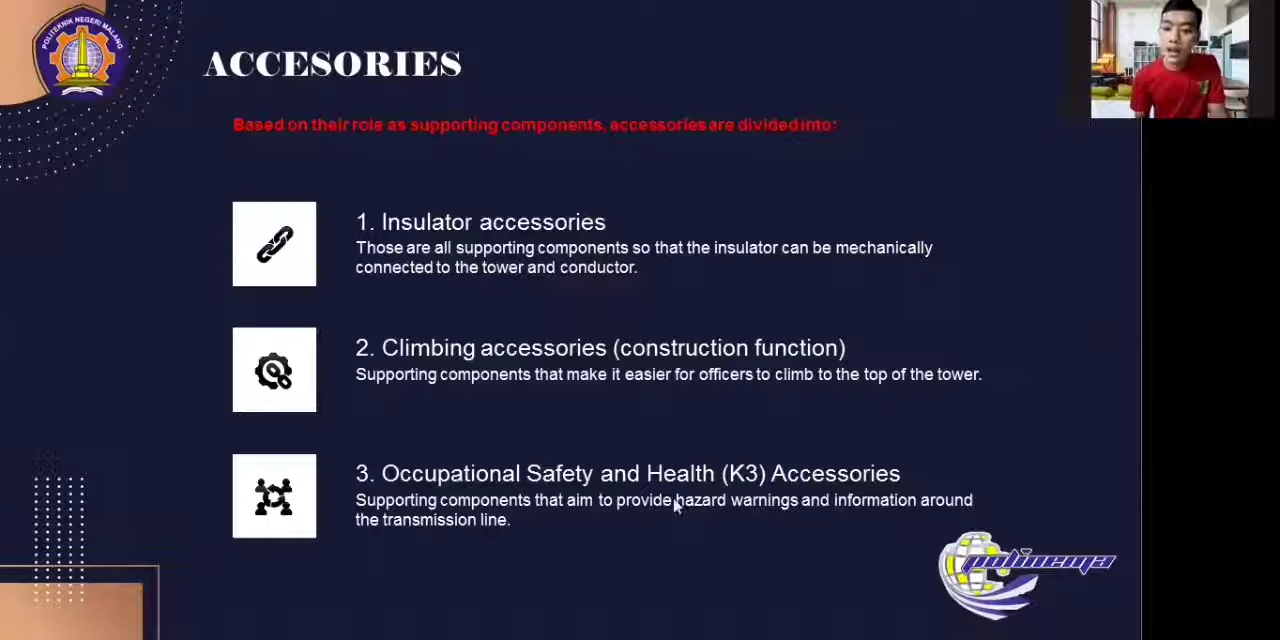 POLITEKNIK NEGERI MALANG
ACCESORIES
Based on their role as supporting components, accessories are divided into:
1. Insulator accessories
Those are all supporting components so that the insulator can be mechanically
connected to the tower and conductor.
2. Climbing accessories (construction function)
Supporting components that make it easier for officers to climb to the top of the tower.
3. Occupational Safety and Health (K3) Accessories
Supporting components that aim to provide hazard warnings and information around
the transmission line.
polinema